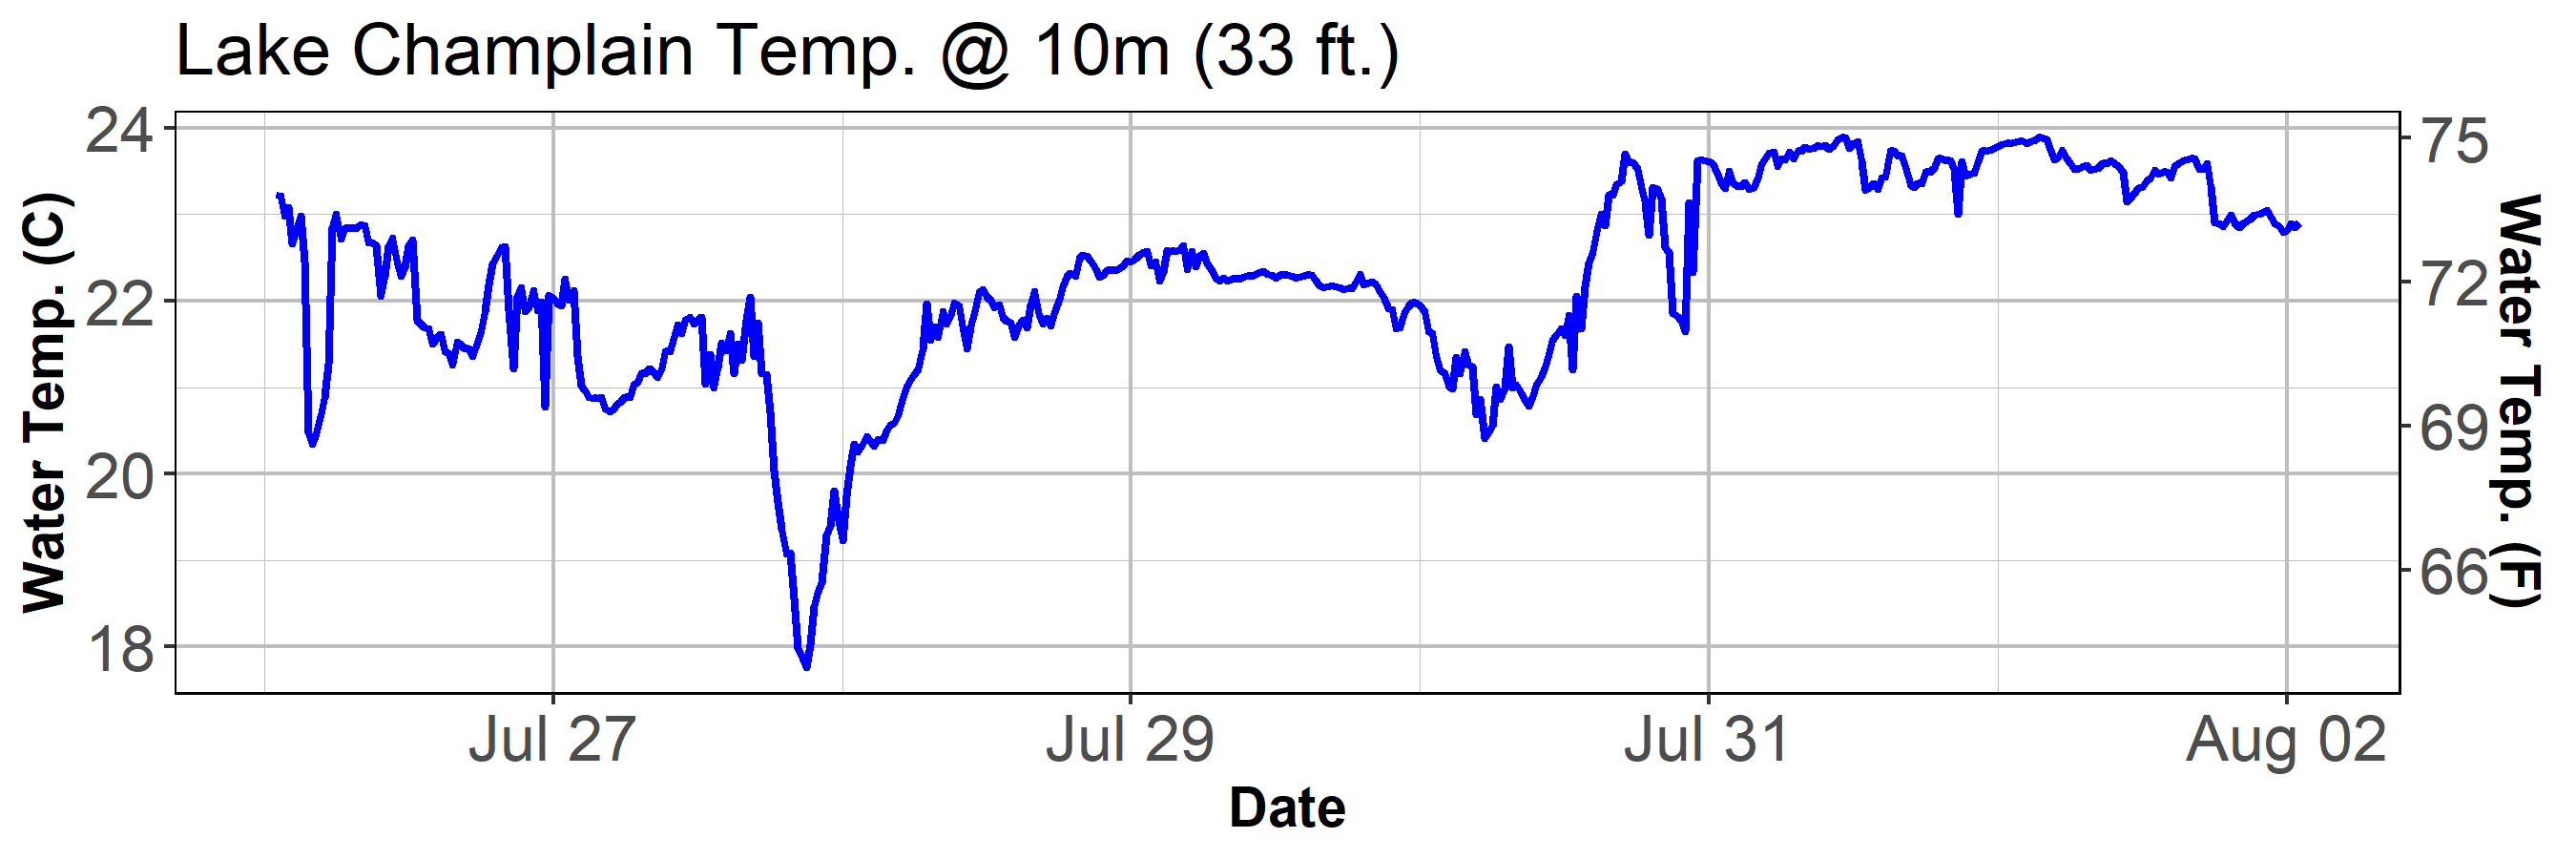 Lake Champlain Temp. @ 10m (33 ft.)
Water Temp. (C)
24
22
20
18
75
72
69
66
Water Temp. (F)
Jul 27
Jul 29
Jul 31
Aug 02
Date